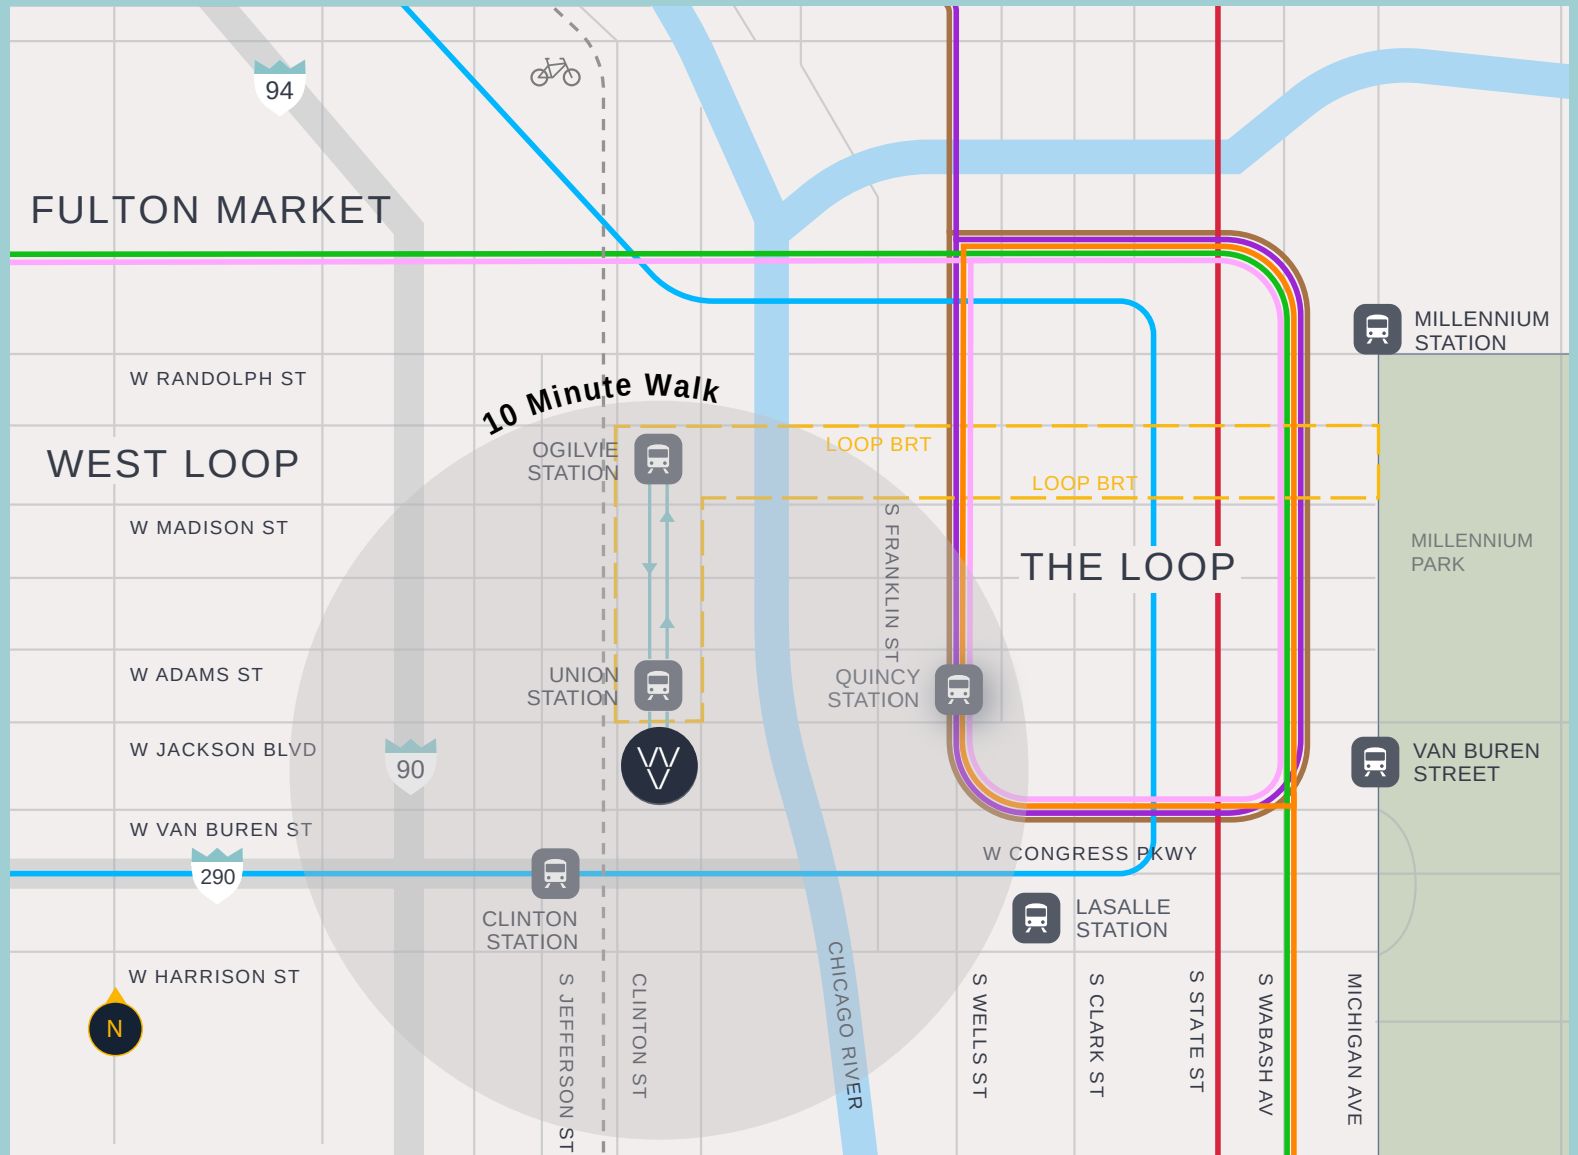 94
FULTON MARKET
MILLENNIUM
STATION
W RANDOLPH ST
10 Minute Walk
OGILVIE
STATION
LOOP BRT
WEST LOOP
LOOP BRT
W MADISON ST
S FRANKLIN ST
THE LOOP
MILLENNIUM
PARK
W ADAMS ST
UNION
STATION
QUINCY
STATION
W JACKSON BLVD
90
VAN BUREN
STREET
W VAN BUREN ST
290
W CONGRESS PKWY
CLINTON
STATION
LASALLE
STATION
W HARRISON ST
N
S JEFFERSON ST
CLINTON ST
CHICAGO RIVER
S WELLS ST
S CLARK ST
S STATE ST
S WABASH AV
MICHIGAN AVE